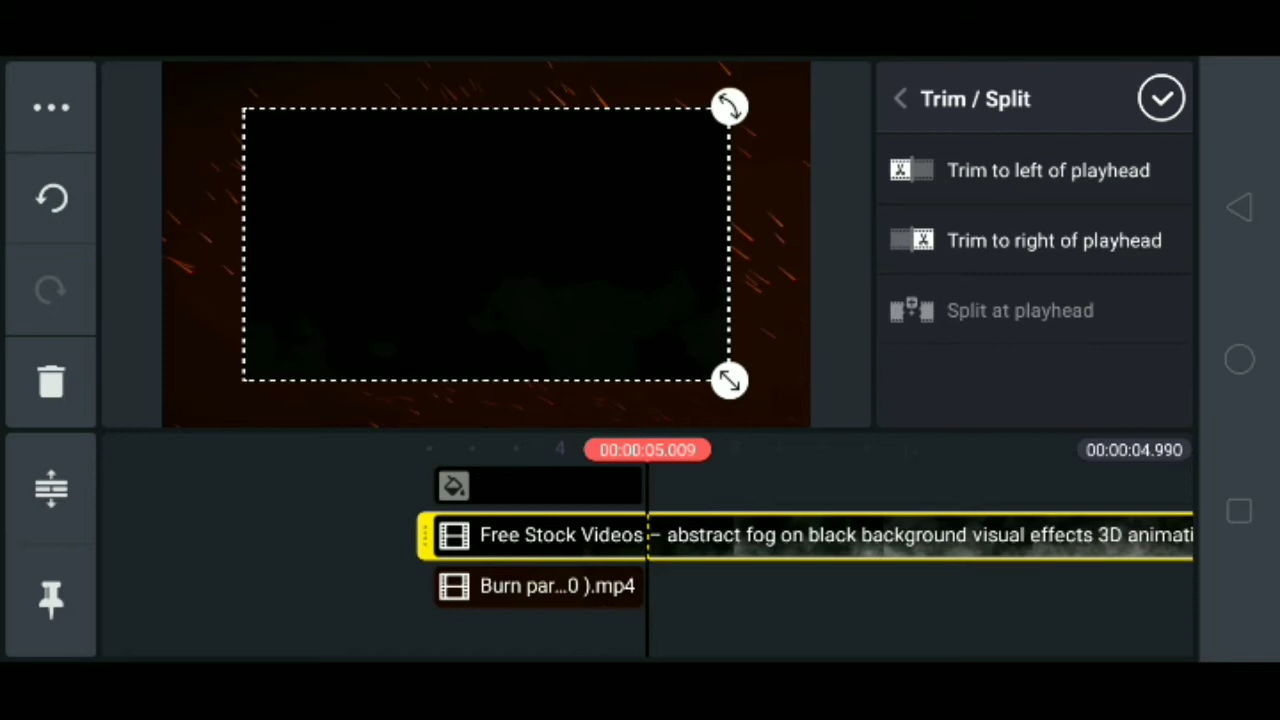 Trim / Split
Trim to left of playhead
Trim to right of playhead
Split at playhead
4
00:00:05.009
00:00:04.990
Free Stock Videos – abstract fog on black background visual effects 3D animati
Burn par...0 ).mp4